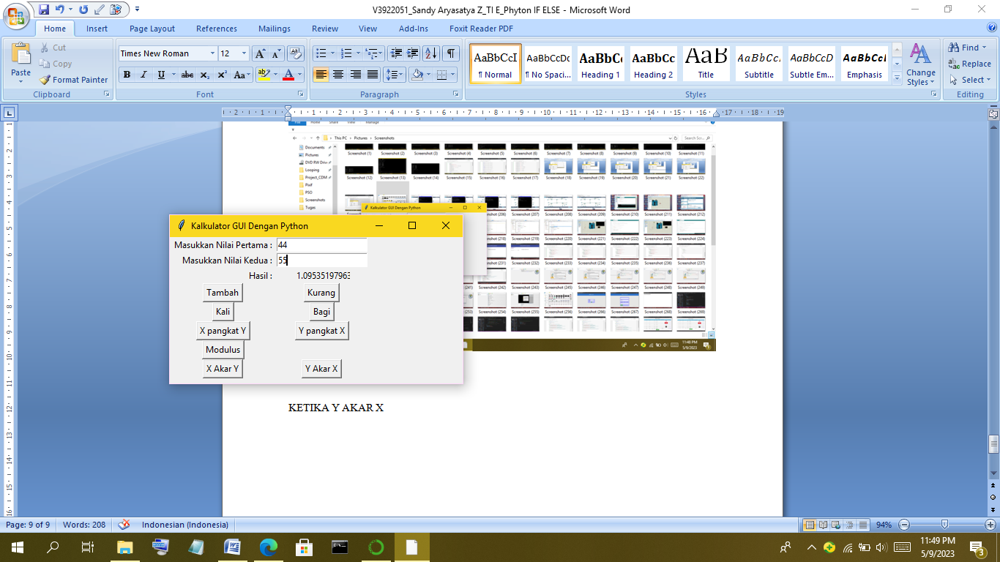 V3922051_Sandy Aryasatya Z_TI E_Phyton IF ELSE - Microsoft Word
Home Insert Page Layout References Mailings Review View Add-Ins Foxit Reader PDF
Paste
Cut
Copy
Format Painter
Clipboard
Times New Roman 12
Font
Paragraph
AaBbCcI AaBbCcDc AaBbC AaBbCc AaB AaBbCc. AaBbCcD AaBbCcI
¶ Normal ¶ No Spaci... Heading 1 Heading 2 Title Subtitle Subtle Em... Emphasis
Change Styles
Styles
Find
Replace
Select
Editing
This PC Pictures Screenshots
Documents
Pictures
DVD RW Driv
Looping
Project_CDM
PSO
Screenshots
Tugas
Screenshot (1) Screenshot (2) Screenshot (3) Screenshot (4) Screenshot (5) Screenshot (6) Screenshot (7) Screenshot (8) Screenshot (9) Screenshot (10) Screenshot (11)
Screenshot (12) Screenshot (13) Screenshot (14) Screenshot (15) Screenshot (16) Screenshot (17) Screenshot (18) Screenshot (19) Screenshot (20) Screenshot (21) Screenshot (22)
Kalkulator GUI Dengan Python
11:48 PM
5/9/2023
Kalkulator GUI Dengan Python
Masukkan Nilai Pertama : 44
Masukkan Nilai Kedua : 55
Hasil : 1.09535197963
Tambah Kurang
Kali Bagi
X pangkat Y Y pangkat X
Modulus
X Akar Y Y Akar X
KETIKA Y AKAR X
Page: 9 of 9 Words: 208 Indonesian (Indonesia) 94%
11:49 PM
5/9/2023
3